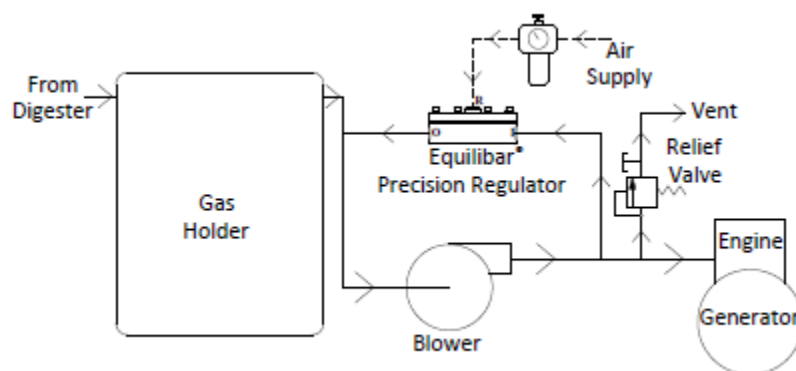 From
Digester
Gas
Holder
Air
Supply
R
O
I
Equilibar®
Precision Regulator
Vent
Relief
Valve
Blower
Engine
Generator